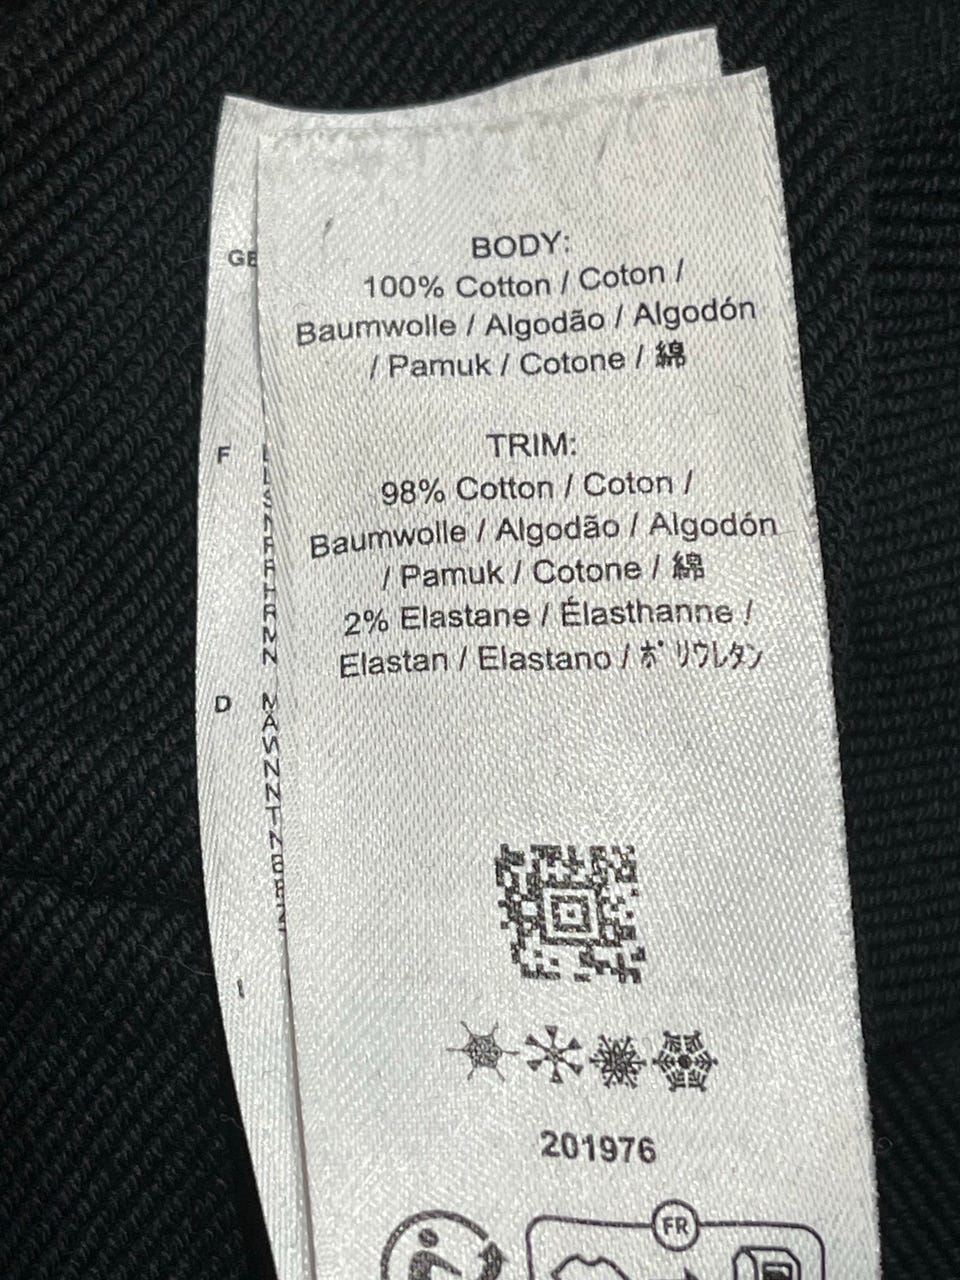 BODY:
100% Cotton / Coton /
Baumwolle / Algodão / Algodón
/ Pamuk / Cotone / 綿
TRIM:
98% Cotton / Coton /
Baumwolle / Algodão / Algodón
/ Pamuk / Cotone / 綿
2% Elastane / Élasthanne /
Elastan / Elastano / ポリウレタン
201976
FR
GE
F
D
I